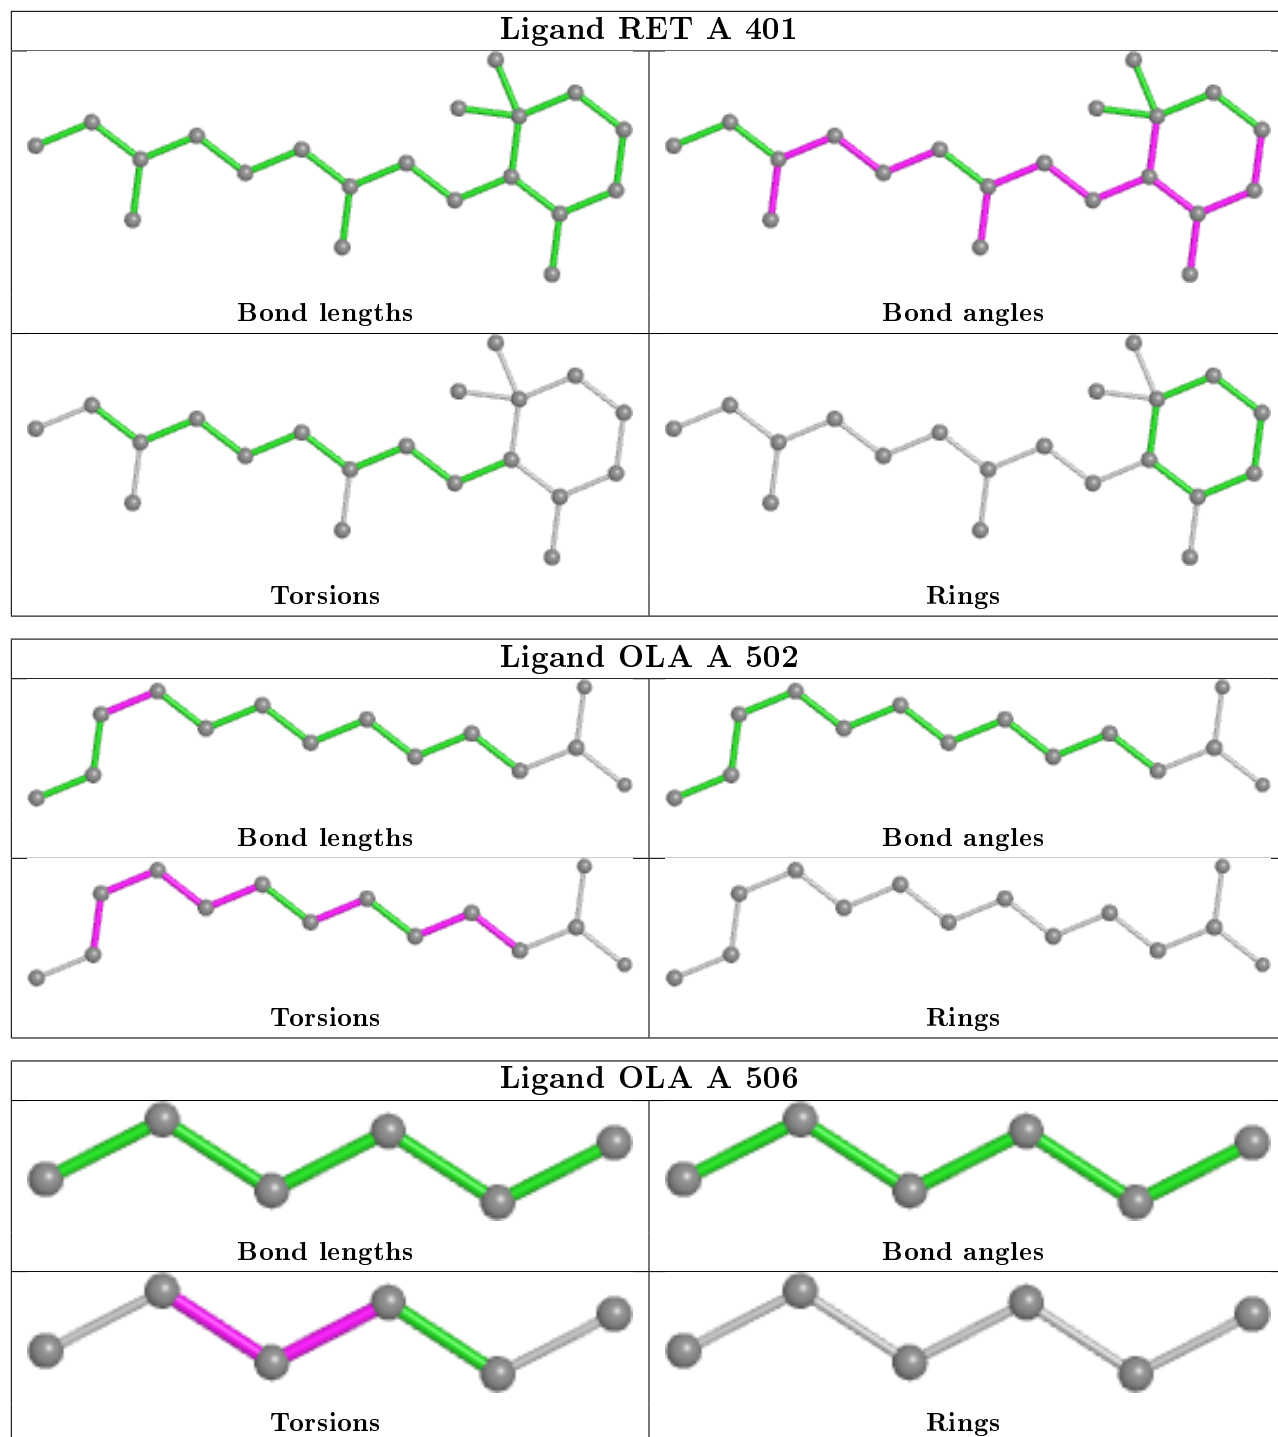 Ligand RET A 401
Bond lengths
Bond angles
Torsions
Rings
Ligand OLA A 502
Bond lengths
Bond angles
Torsions
Rings
Ligand OLA A 506
Bond lengths
Bond angles
Torsions
Rings